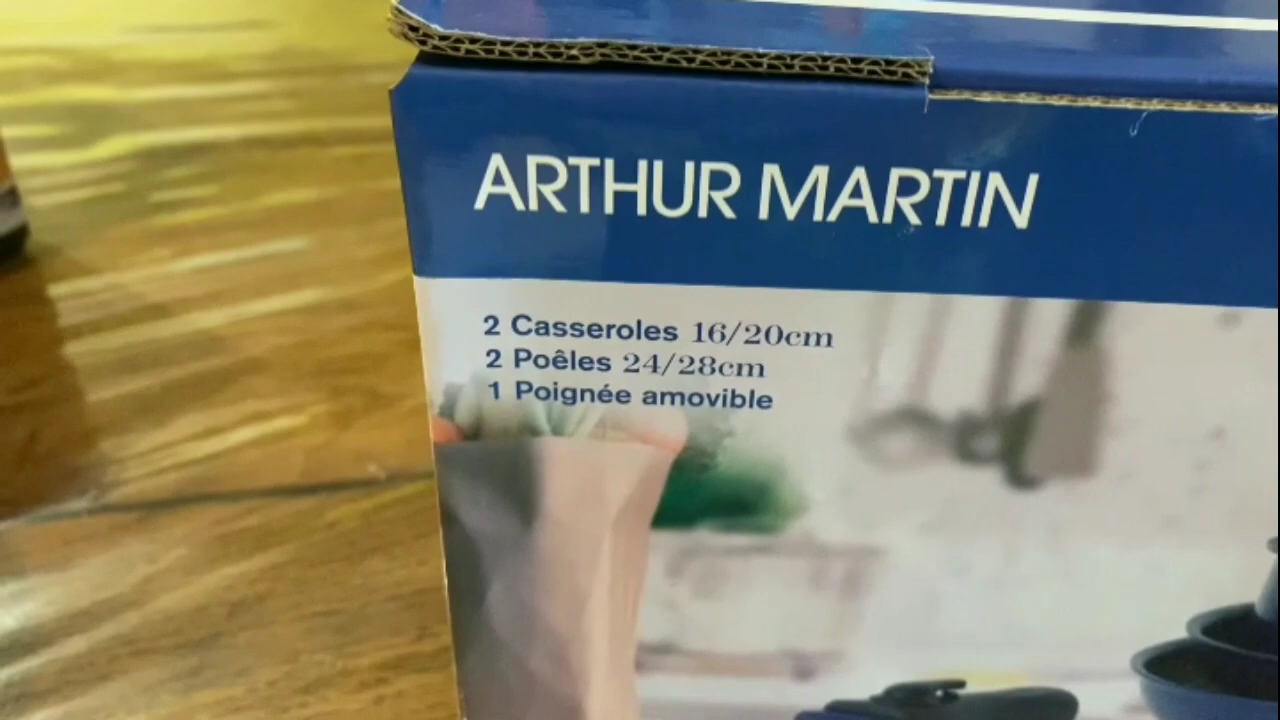 ARTHUR MARTIN
2 Casseroles 16/20cm
2 Poêles 24/28cm
1 Poignée amovible